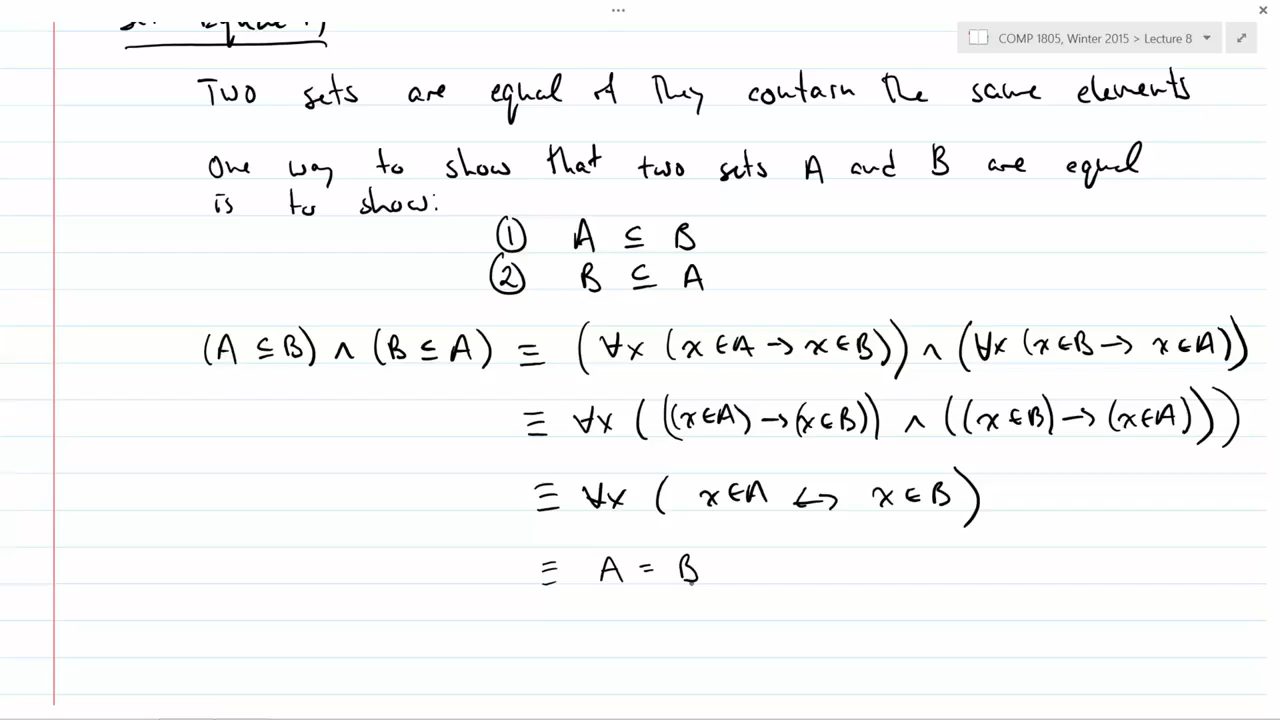 COMP 1805, Winter 2015 > Lecture 8
Two sets are equal if they contain the same elements
One way to show that two sets A and B are equal
is to show:
① A ⊆ B
② B ⊆ A
(A ⊆ B) ∧ (B ⊆ A) ≡ (∀x (x∈A → x∈B)) ∧ (∀x (x∈B → x∈A))
≡ ∀x (((x∈A) → (x∈B)) ∧ ((x∈B) → (x∈A)))
≡ ∀x ( x∈A ↔ x∈B )
≡ A = B